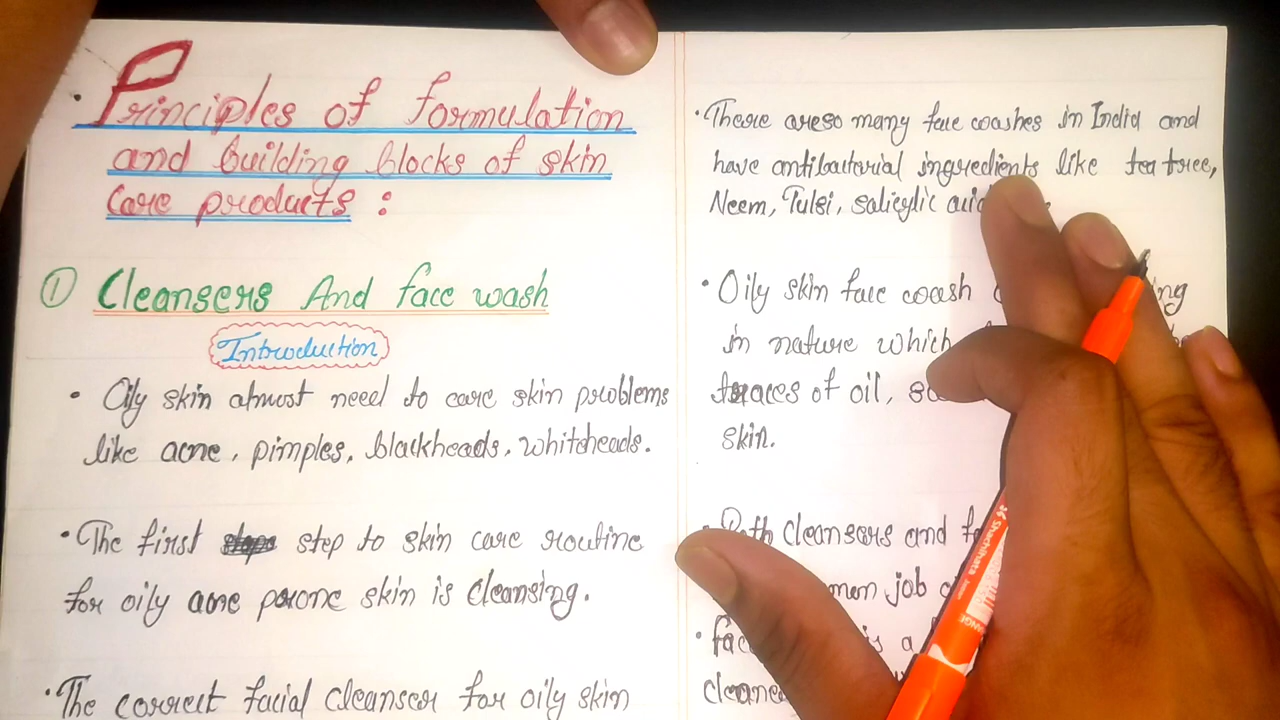 • Principles of formulation
and building blocks of skin
care products :
① Cleansers And face wash
Introduction
• Oily skin almost need to care skin problems
like acne, pimples, blackheads, whiteheads.
• The first step to skin care routine
for oily acne prone skin is cleansing.
• The correct facial cleanser for oily skin
• There are so many face washes in India and
have antibacterial ingredients like tea tree,
Neem, Tulsi, salicylic
• Oily skin face wash
in nature which
traces of oil,
skin.
• Both cleansers and
job
• is a
Shachihata